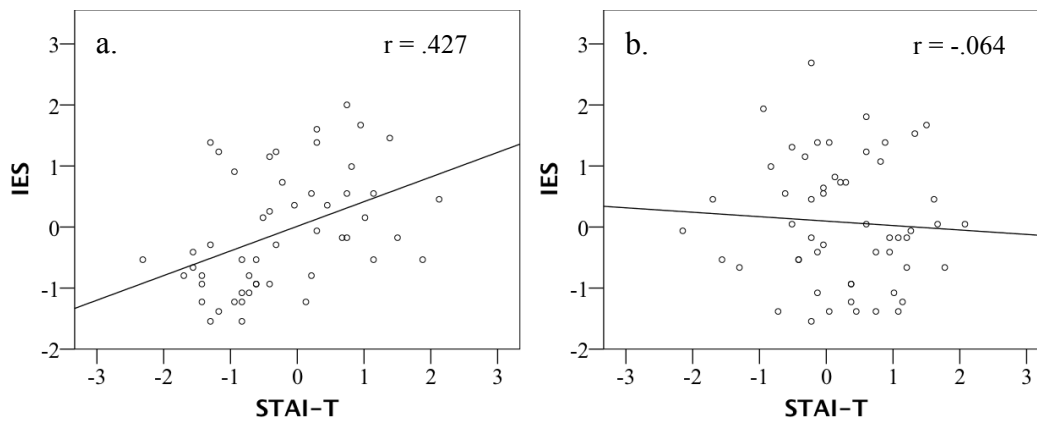 a.
r = .427
3
2
1
0
-1
-2
IES
-3 -2 -1 0 1 2 3
STAI-T
b.
r = -.064
3
2
1
0
-1
-2
IES
-3 -2 -1 0 1 2 3
STAI-T